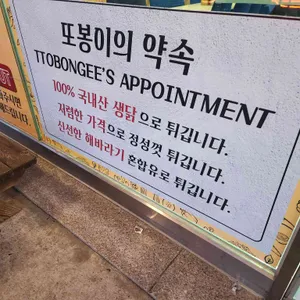 또봉이의 약속
TTOBONGEE'S APPOINTMENT
100% 국내산 생닭으로 튀깁니다.
저렴한 가격으로 정성껏 튀깁니다.
신선한 해바라기 혼합유로 튀깁니다.